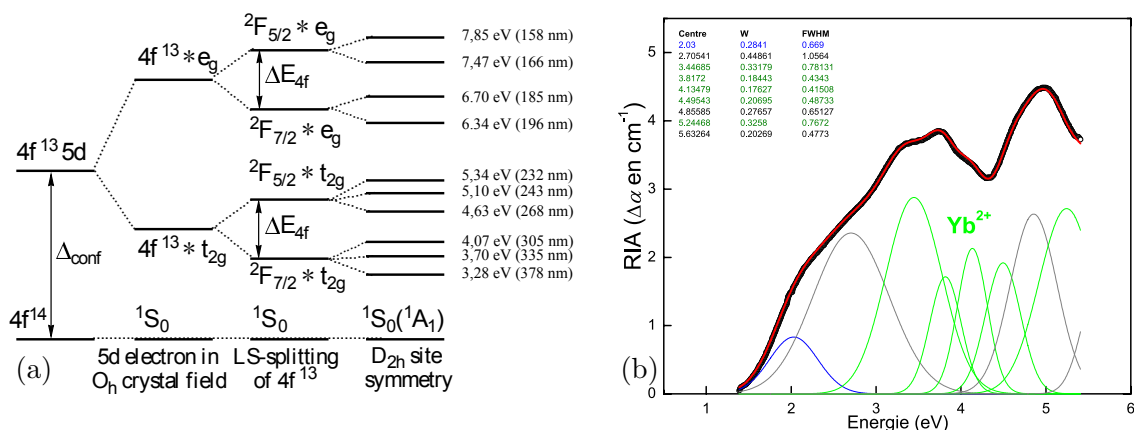 ²F5/2 * eg
7,85 eV (158 nm)
4f ¹³ * eg
7,47 eV (166 nm)
ΔE4f
6.70 eV (185 nm)
²F7/2 * eg
6.34 eV (196 nm)
4f ¹³ 5d
²F5/2 * t2g
5,34 eV (232 nm)
5,10 eV (243 nm)
4,63 eV (268 nm)
ΔE4f
Δconf
4f ¹³ * t2g
4,07 eV (305 nm)
3,70 eV (335 nm)
²F7/2 * t2g
3,28 eV (378 nm)
4f¹⁴
¹S0
¹S0
¹S0(¹A1)
(a)
5d electron in
Oh crystal field
LS-splitting
of 4f ¹³
D2h site
symmetry
(b)
Centre W FWHM
2.03 0.2841 0.669
2.70541 0.44861 1.0564
3.44685 0.33179 0.78131
3.8172 0.18443 0.4343
4.13479 0.17627 0.41508
4.49543 0.20695 0.48733
4.85585 0.27657 0.65127
5.24468 0.3258 0.7672
5.63264 0.20269 0.4773
Yb²⁺
RIA (Δα en cm⁻¹)
5
4
3
2
1
0
1 2 3 4 5 6
Energie (eV)